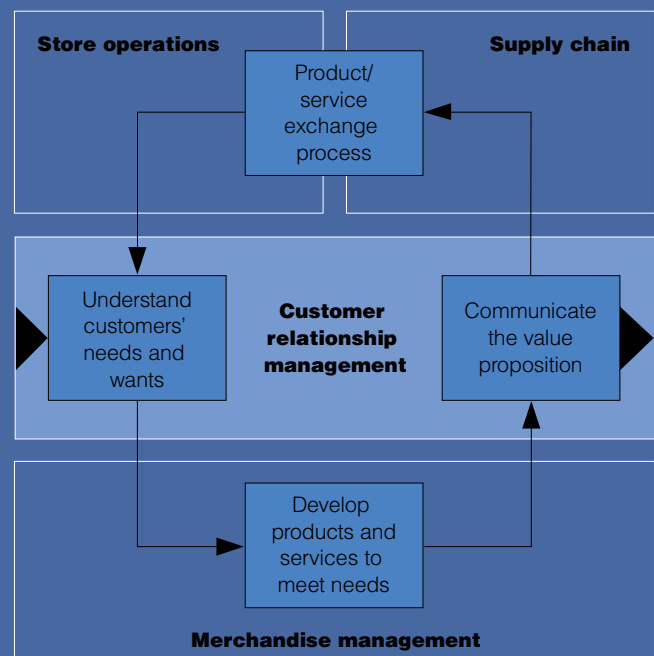 Store operations
Supply chain
Product/
service
exchange
process
Understand
customers’
needs and
wants
Customer
relationship
management
Communicate
the value
proposition
Develop
products and
services to
meet needs
Merchandise management